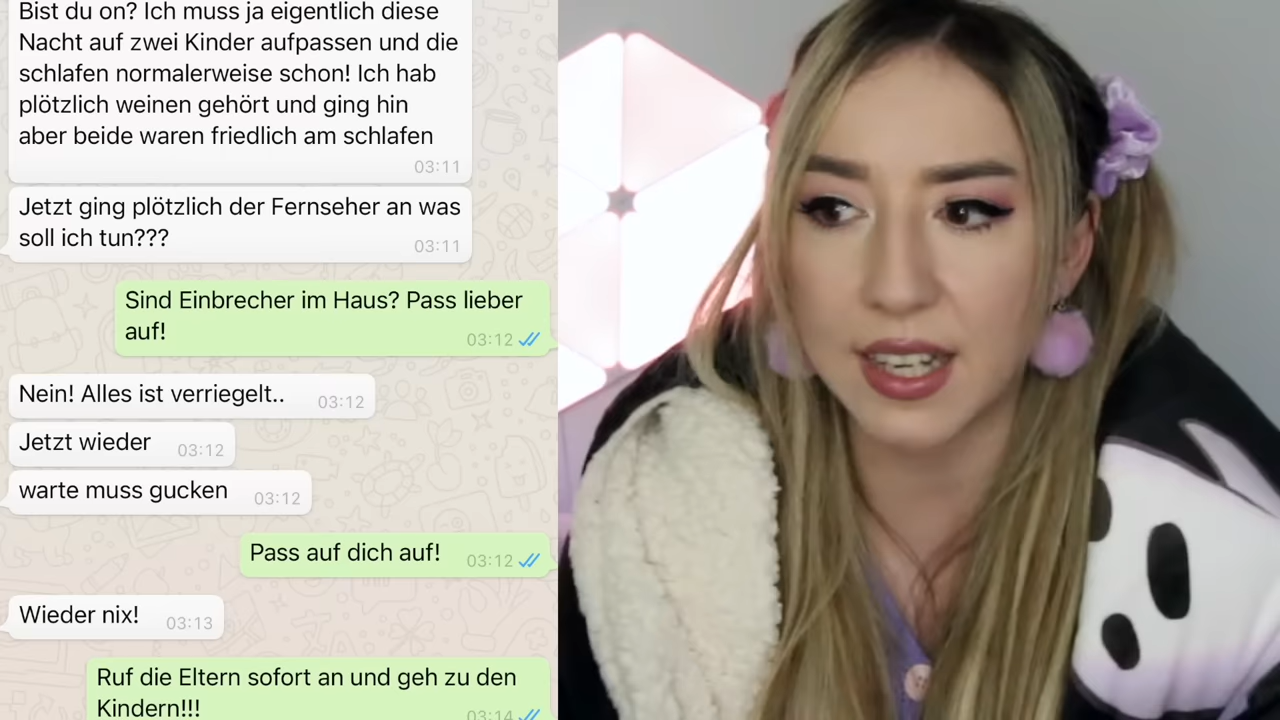 Bist du on? Ich muss ja eigentlich diese
Nacht auf zwei Kinder aufpassen und die
schlafen normalerweise schon! Ich hab
plötzlich weinen gehört und ging hin
aber beide waren friedlich am schlafen
03:11
Jetzt ging plötzlich der Fernseher an was
soll ich tun??? 03:11
Sind Einbrecher im Haus? Pass lieber
auf! 03:12
Nein! Alles ist verriegelt.. 03:12
Jetzt wieder 03:12
warte muss gucken 03:12
Pass auf dich auf! 03:12
Wieder nix! 03:13
Ruf die Eltern sofort an und geh zu den
Kindern!!! 03:14